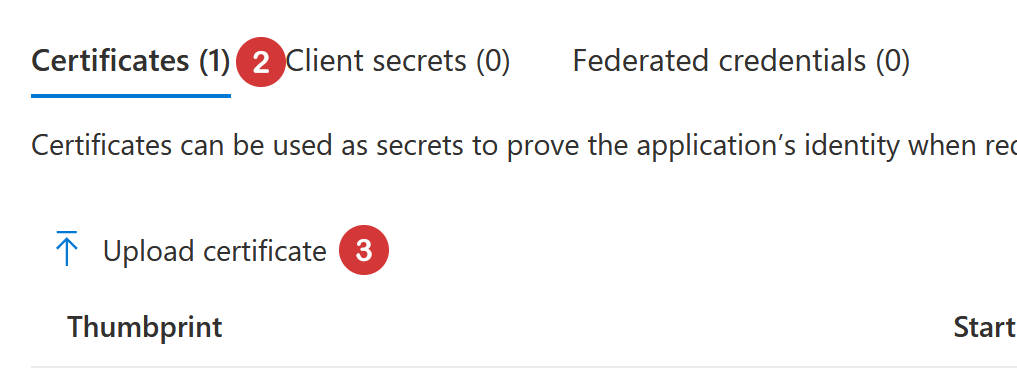 Certificates (1) 2 Client secrets (0) Federated credentials (0)
Certificates can be used as secrets to prove the application’s identity when
Upload certificate 3
Thumbprint Start